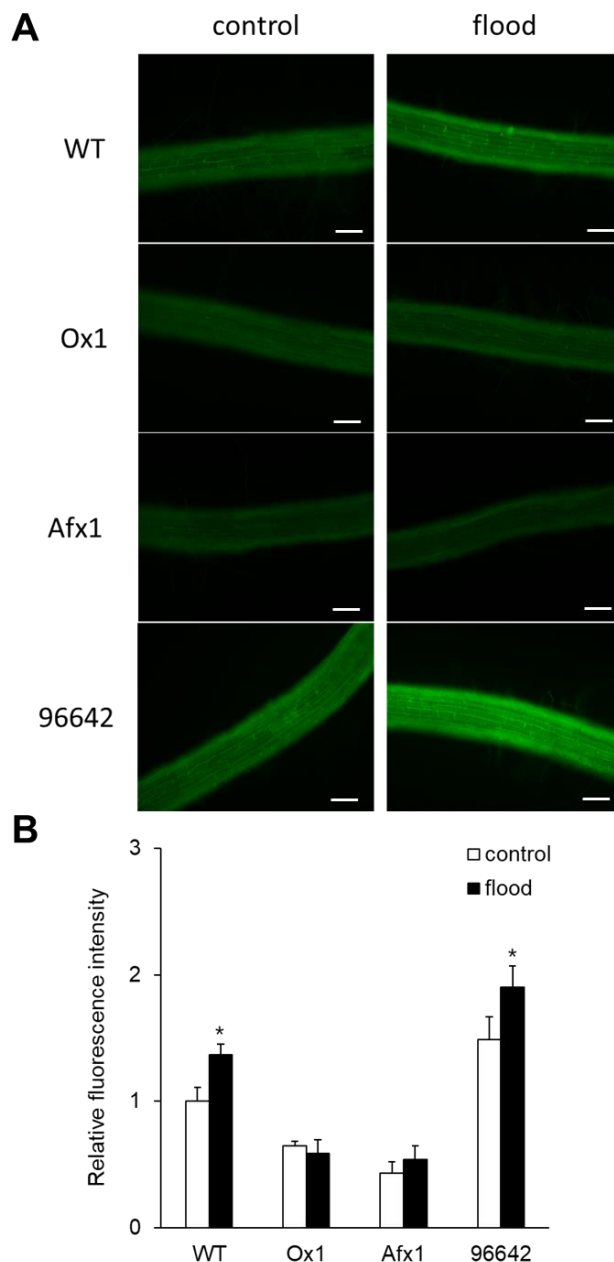 A
control flood
WT
Ox1
Afx1
96642
B
3
2
1
0
Relative fluorescence intensity
control
flood
*
*
WT Ox1 Afx1 96642